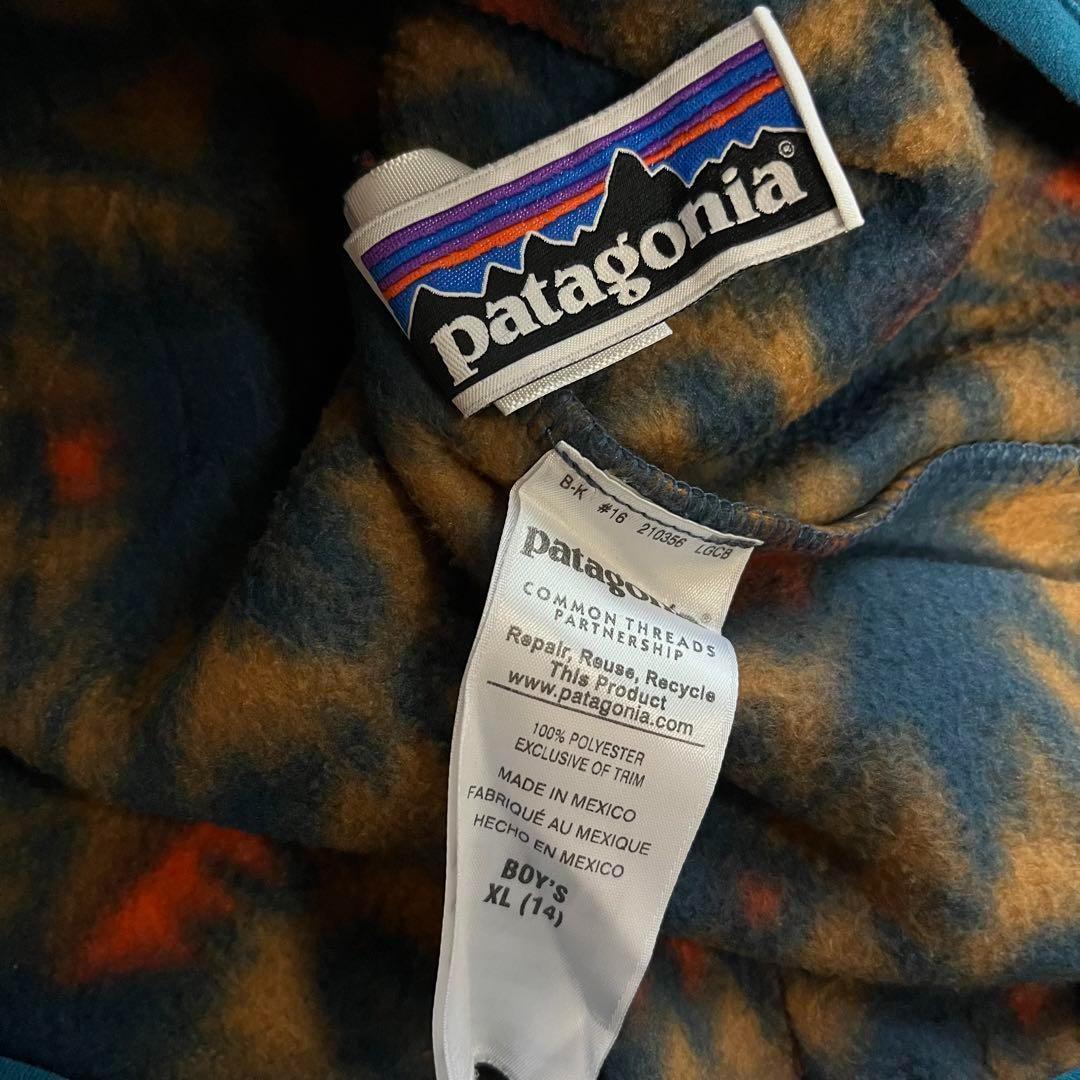 patagonia®
B-K #16 210356 LGCB
patagonia®
COMMON THREADS
PARTNERSHIP
Repair, Reuse, Recycle
This Product
www.patagonia.com
100% POLYESTER
EXCLUSIVE OF TRIM
MADE IN MEXICO
FABRIQUÉ AU MEXIQUE
HECHO EN MEXICO
BOY'S
XL (14)